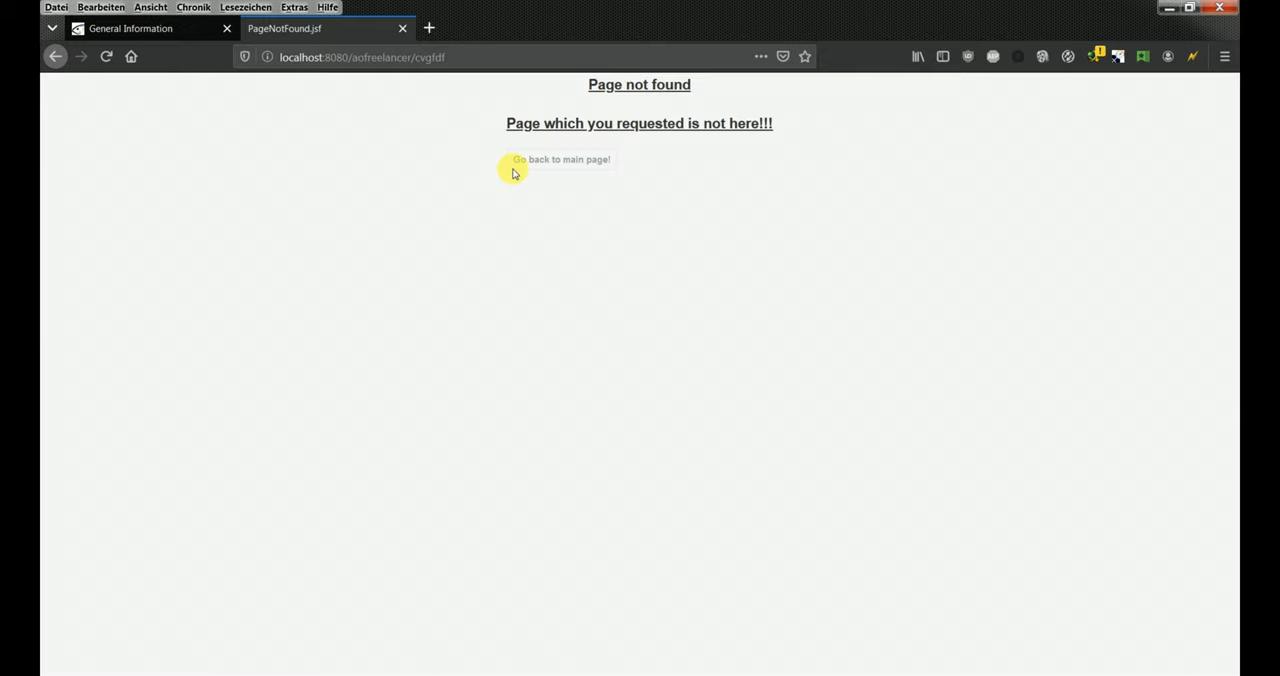 Datei Bearbeiten Ansicht Chronik Lesezeichen Extras Hilfe
General Information PageNotFound.jsf
localhost:8080/aofreelancer/cvgfdf
Page not found
Page which you requested is not here!!!
Go back to main page!